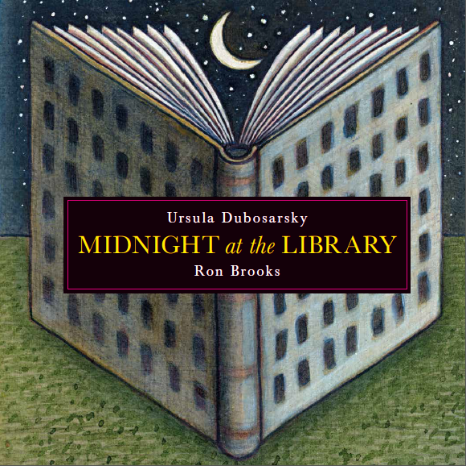 Ursula Dubosarsky
MIDNIGHT at the LIBRARY
Ron Brooks